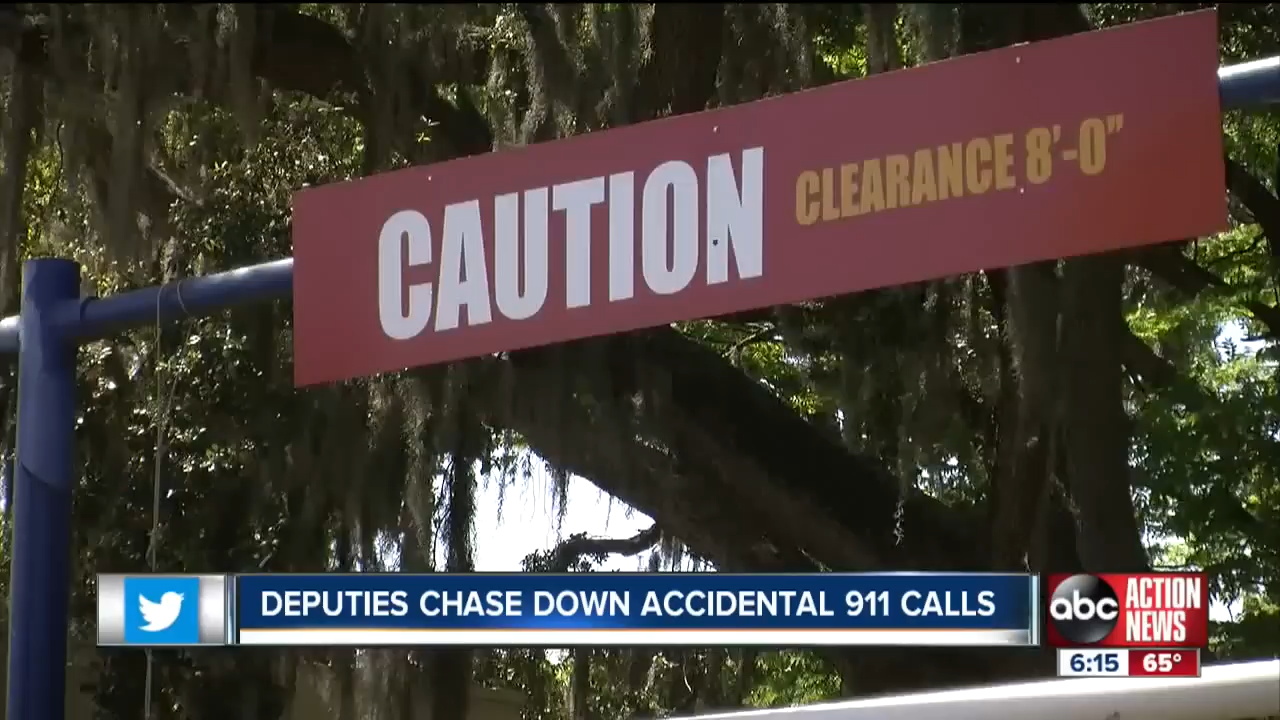 CAUTION CLEARANCE 8'-0"
DEPUTIES CHASE DOWN ACCIDENTAL 911 CALLS
abc ACTION NEWS
6:15 65°